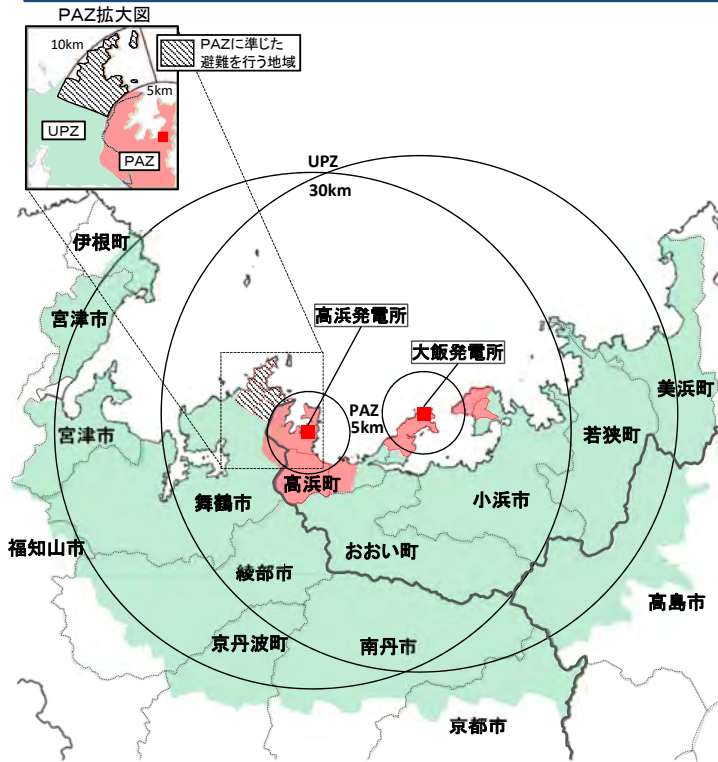 PAZ拡大図
10km
PAZに準じた
避難を行う地域
5km
UPZ
PAZ
UPZ
30km
伊根町
宮津市
高浜発電所
大飯発電所
美浜町
PAZ
5km
宮津市
若狭町
高浜町
小浜市
舞鶴市
福知山市
おおい町
綾部市
高島市
京丹波町
南丹市
京都市